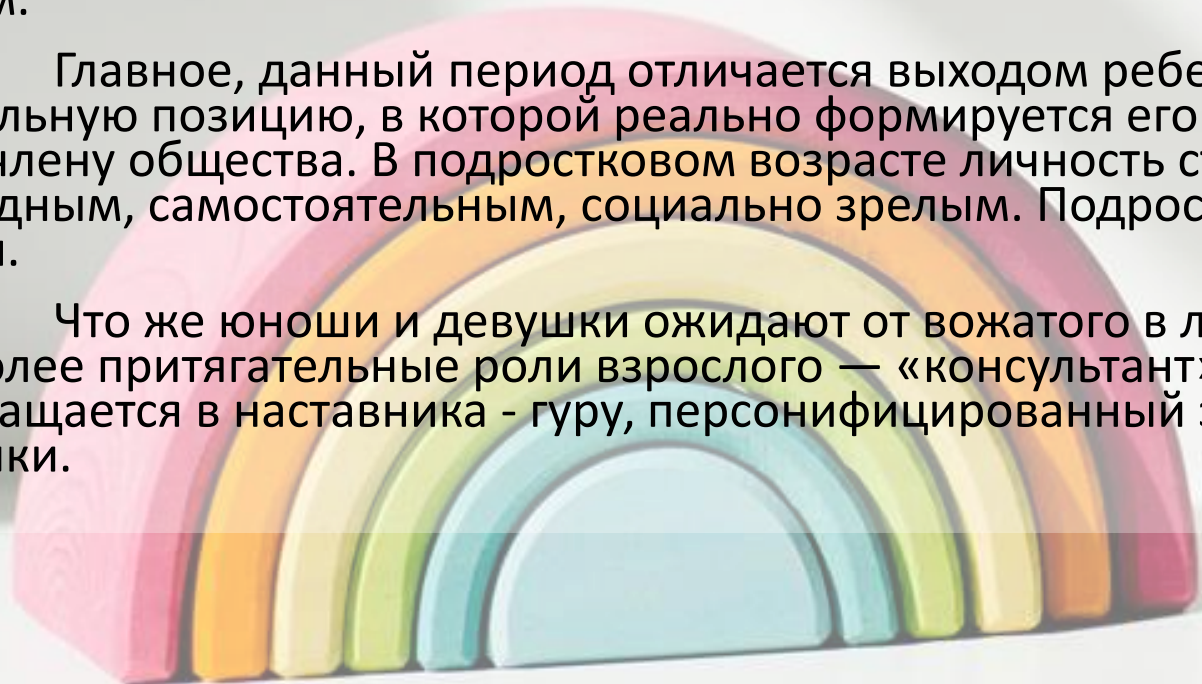 м.
Главное, данный период отличается выходом ребе
льную позицию, в которой реально формируется его
члену общества. В подростковом возрасте личность с
дным, самостоятельным, социально зрелым. Подрос
.
Что же юноши и девушки ожидают от вожатого в л
олее притягательные роли взрослого — «консультант»
ащается в наставника - гуру, персонифицированный
ки.